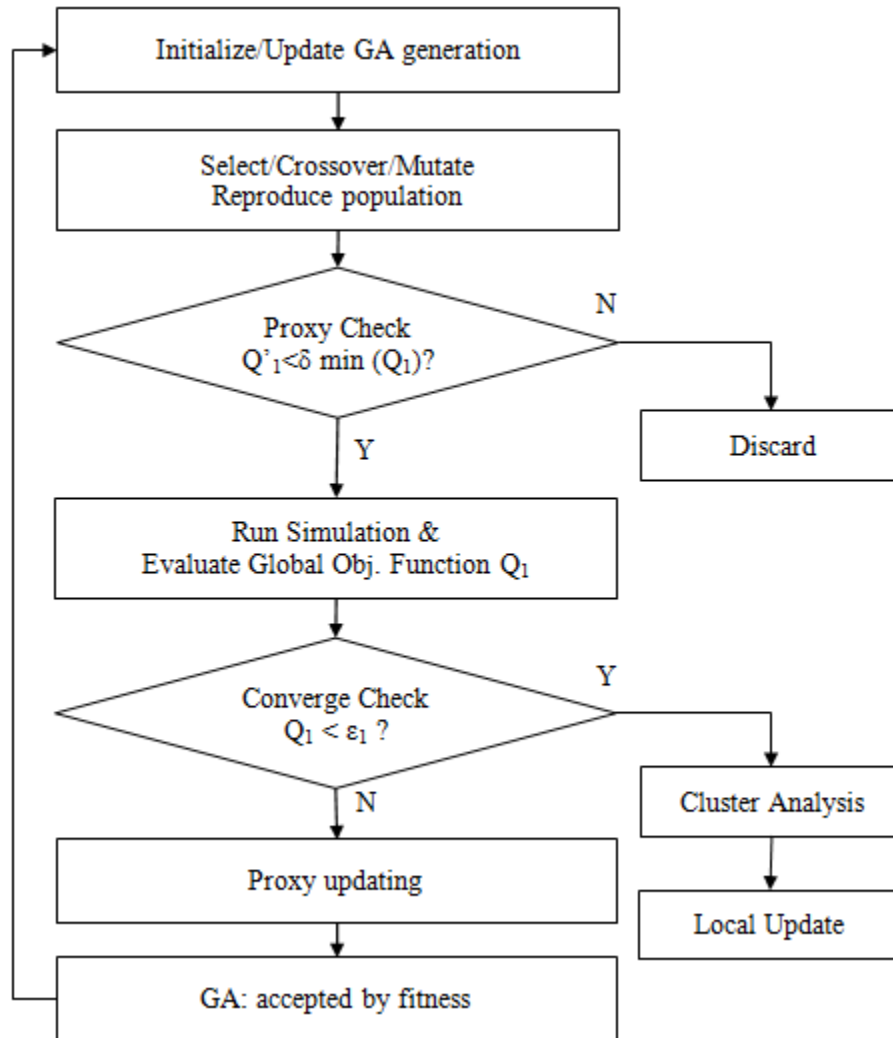 Initialize/Update GA generation
Select/Crossover/Mutate
Reproduce population
N
Proxy Check
Q’₁<δ min (Q₁)?
Discard
Y
Run Simulation &
Evaluate Global Obj. Function Q₁
Y
Converge Check
Q₁ < ε₁ ?
N
Cluster Analysis
Proxy updating
Local Update
GA: accepted by fitness